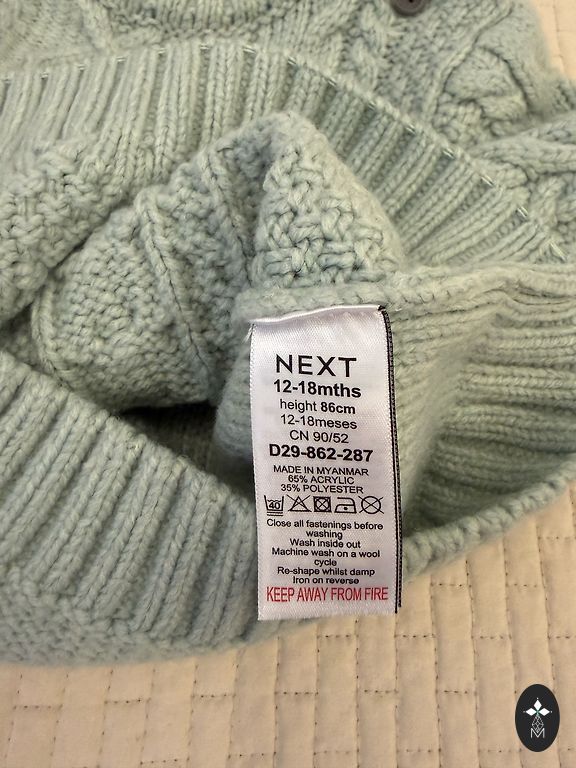 NEXT
12-18mths
height 86cm
12-18meses
CN 90/52
D29-862-287
MADE IN MYANMAR
65% ACRYLIC
35% POLYESTER
40
Close all fastenings before
washing
Wash inside out
Machine wash on a wool
cycle
Re-shape whilst damp
Iron on reverse
KEEP AWAY FROM FIRE